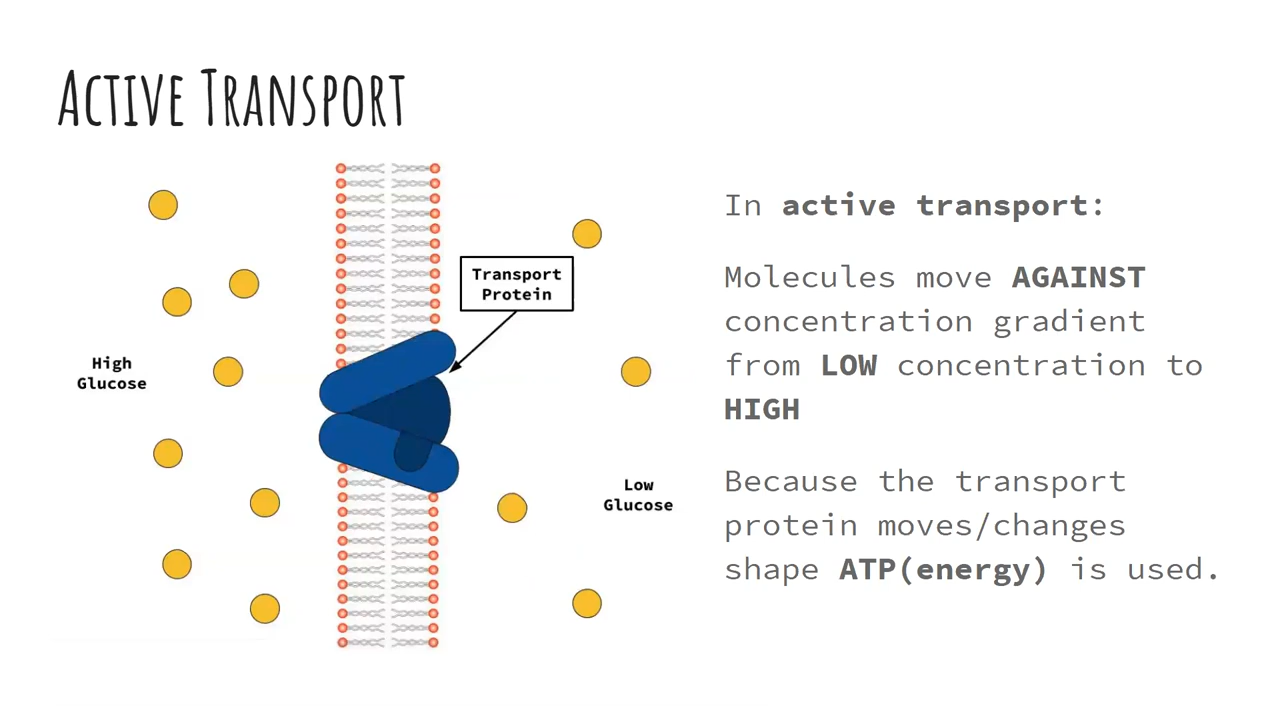 Active Transport
Transport
Protein
High
Glucose
Low
Glucose
In active transport:
Molecules move AGAINST
concentration gradient
from LOW concentration to
HIGH
Because the transport
protein moves/changes
shape ATP(energy) is used.